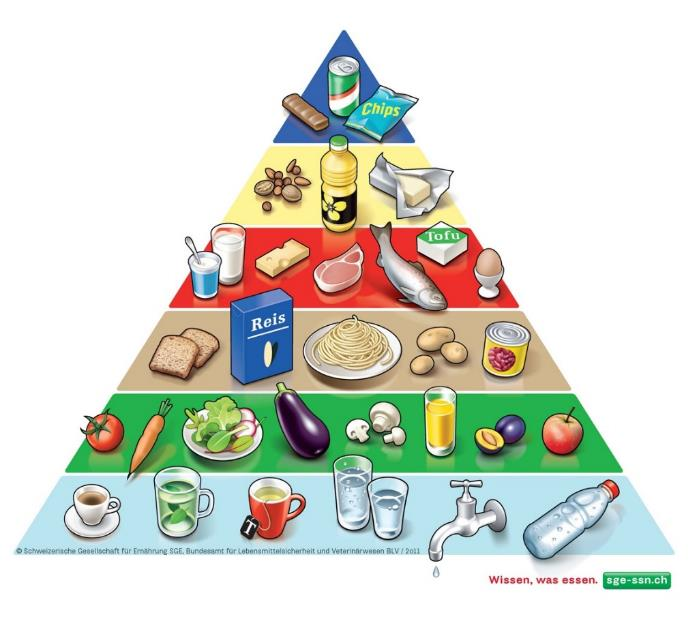 Chips
Tofu
Reis
T
© Schweizerische Gesellschaft für Ernährung SGE, Bundesamt für Lebensmittelsicherheit und Veterinärwesen BLV / 2011
Wissen, was essen. sge-ssn.ch